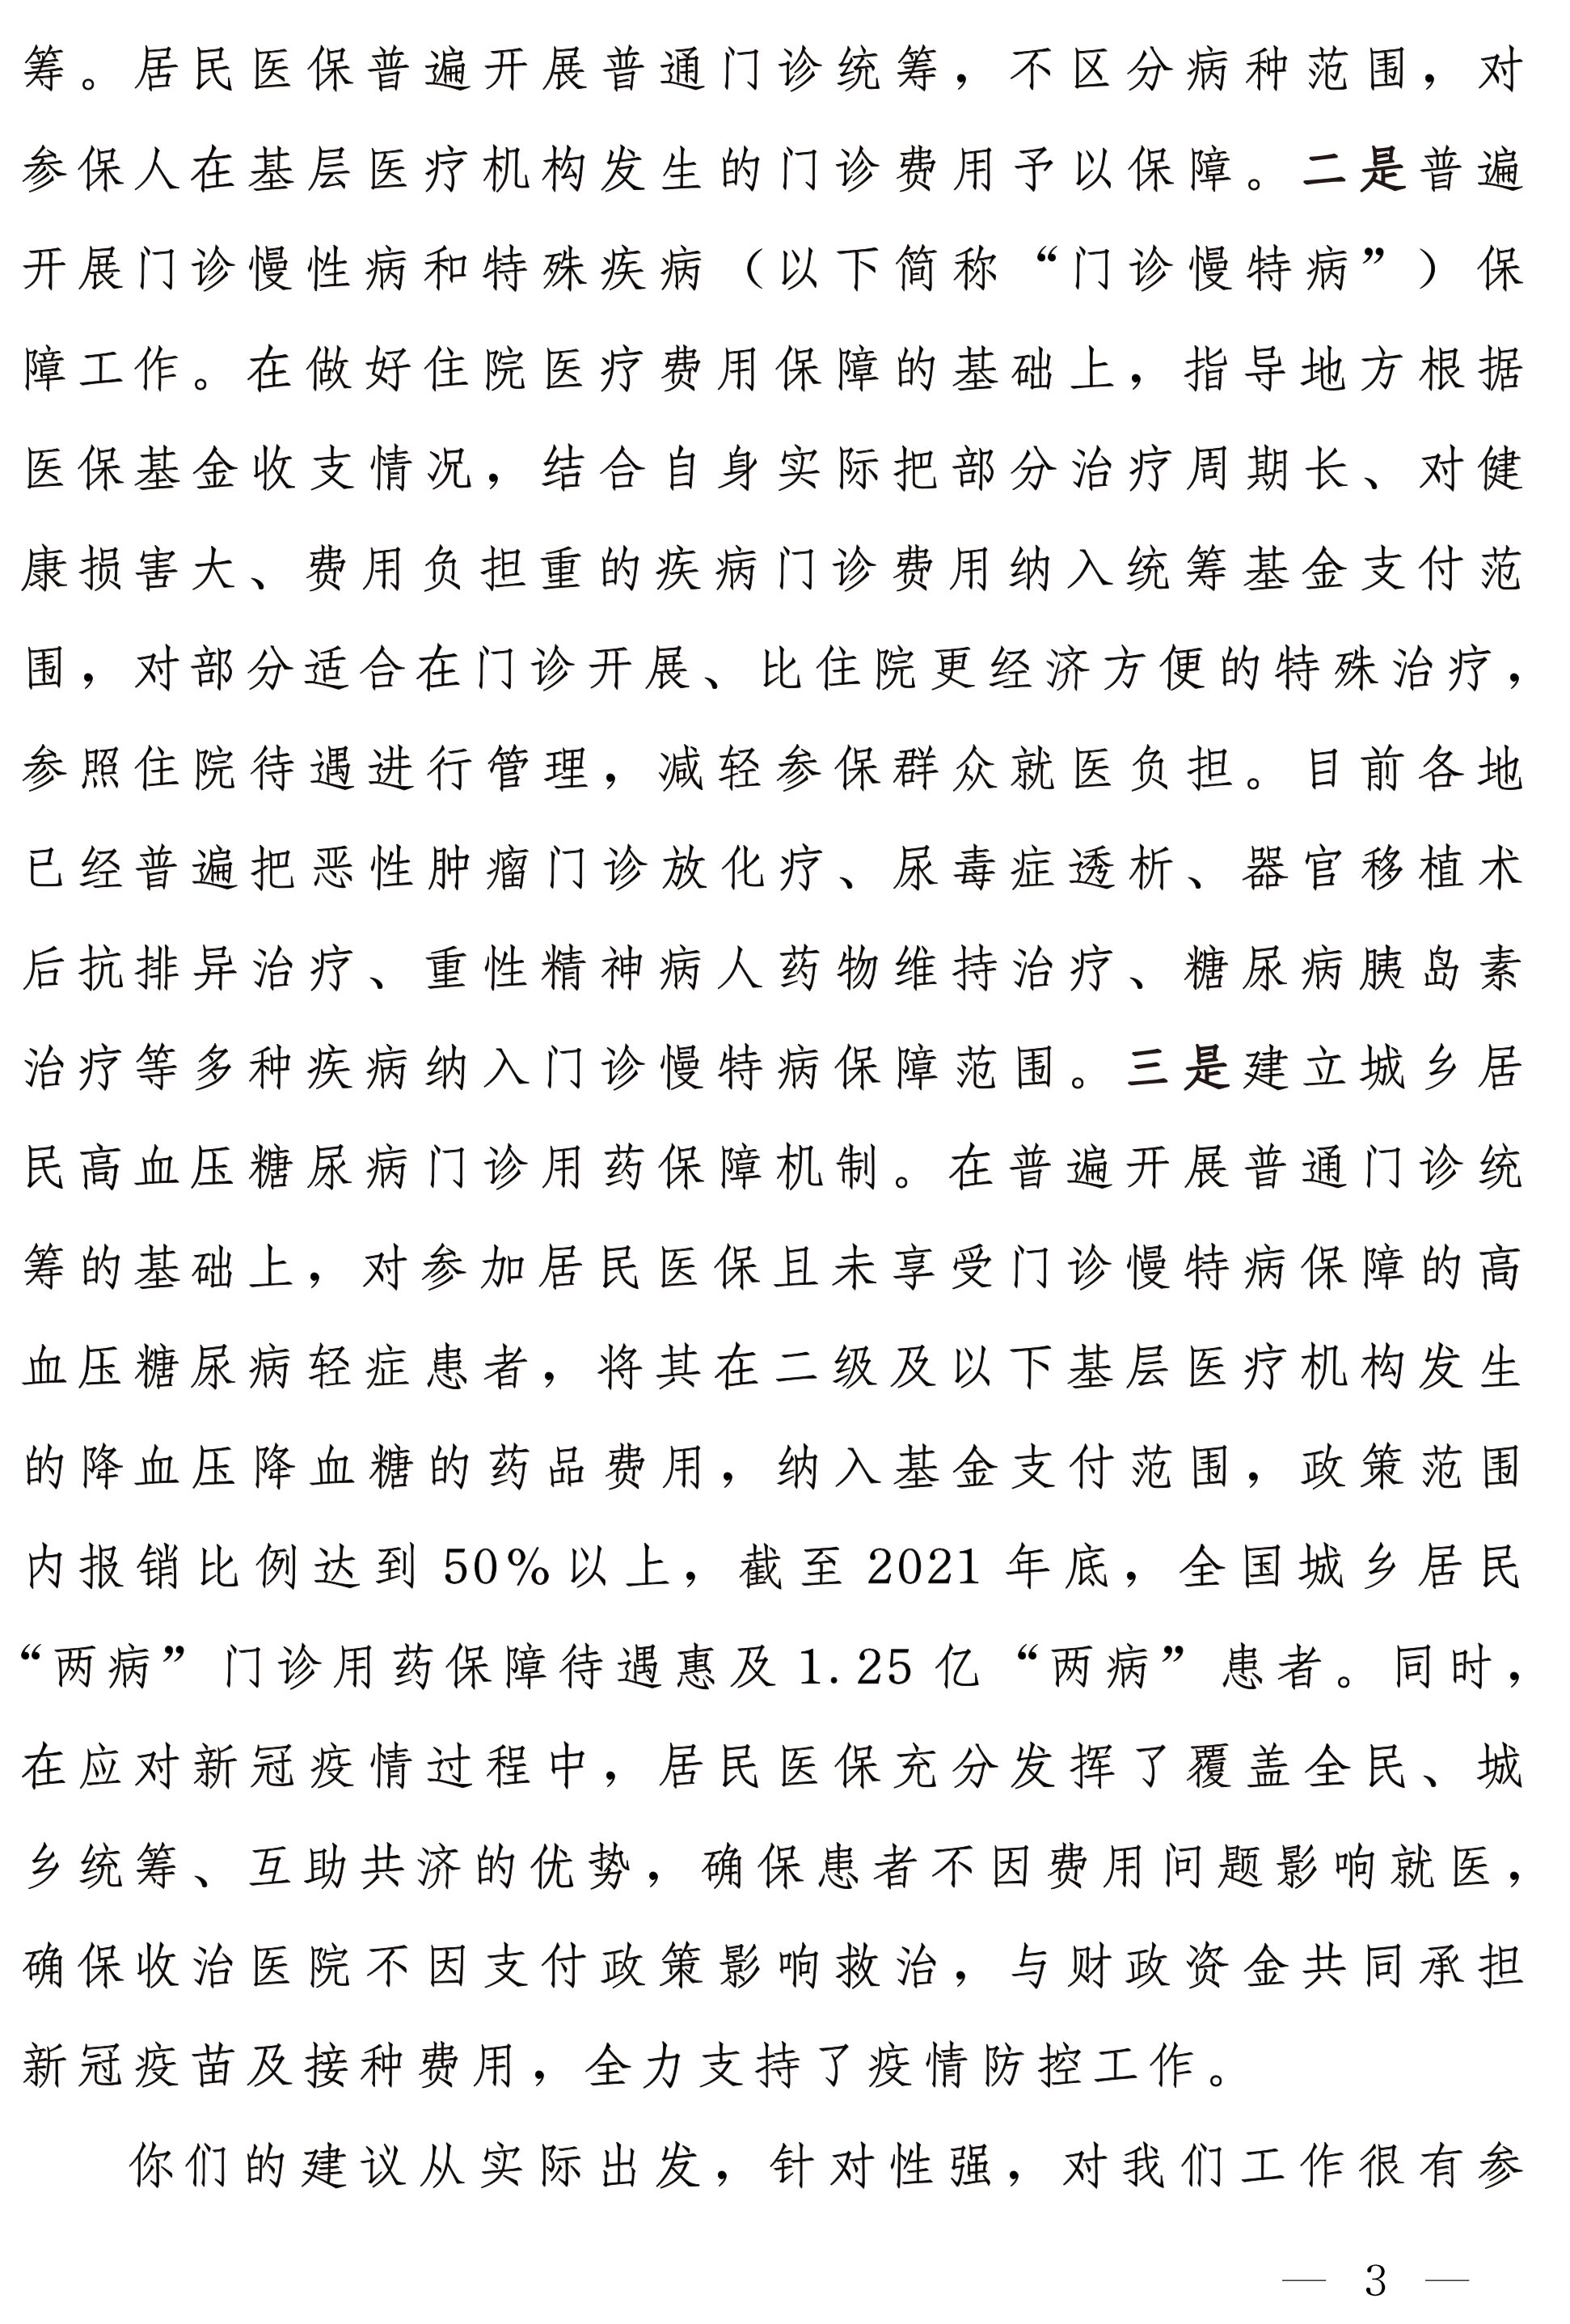 筹。居民医保普遍开展普通门诊统筹，不区分病种范围，对
参保人在基层医疗机构发生的门诊费用予以保障。二是普遍
开展门诊慢性病和特殊疾病（以下简称“门诊慢特病”）保
障工作。在做好住院医疗费用保障的基础上，指导地方根据
医保基金收支情况，结合自身实际把部分治疗周期长、对健
康损害大、费用负担重的疾病门诊费用纳入统筹基金支付范
围，对部分适合在门诊开展、比住院更经济方便的特殊治疗，
参照住院待遇进行管理，减轻参保群众就医负担。目前各地
已经普遍把恶性肿瘤门诊放化疗、尿毒症透析、器官移植术
后抗排异治疗、重性精神病人药物维持治疗、糖尿病胰岛素
治疗等多种疾病纳入门诊慢特病保障范围。三是建立城乡居
民高血压糖尿病门诊用药保障机制。在普遍开展普通门诊统
筹的基础上，对参加居民医保且未享受门诊慢特病保障的高
血压糖尿病轻症患者，将其在二级及以下基层医疗机构发生
的降血压降血糖的药品费用，纳入基金支付范围，政策范围
内报销比例达到 50%以上，截至 2021 年底，全国城乡居民
“两病”门诊用药保障待遇惠及 1.25 亿“两病”患者。同时，
在应对新冠疫情过程中，居民医保充分发挥了覆盖全民、城
乡统筹、互助共济的优势，确保患者不因费用问题影响就医，
确保收治医院不因支付政策影响救治，与财政资金共同承担
新冠疫苗及接种费用，全力支持了疫情防控工作。
你们的建议从实际出发，针对性强，对我们工作很有参
— 3 —